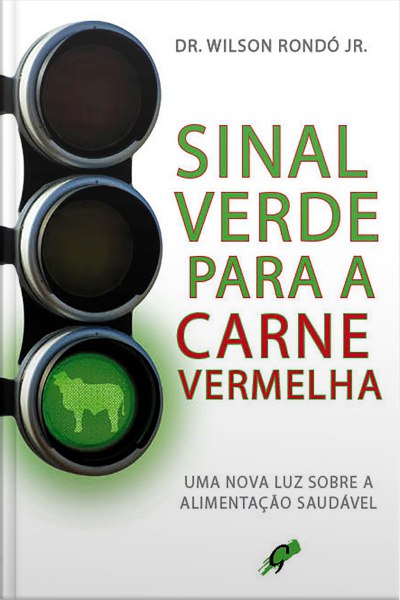 DR. WILSON RONDÓ JR.
SINAL
VERDE
PARA A
CARNE
VERMELHA
UMA NOVA LUZ SOBRE A
ALIMENTAÇÃO SAUDÁVEL